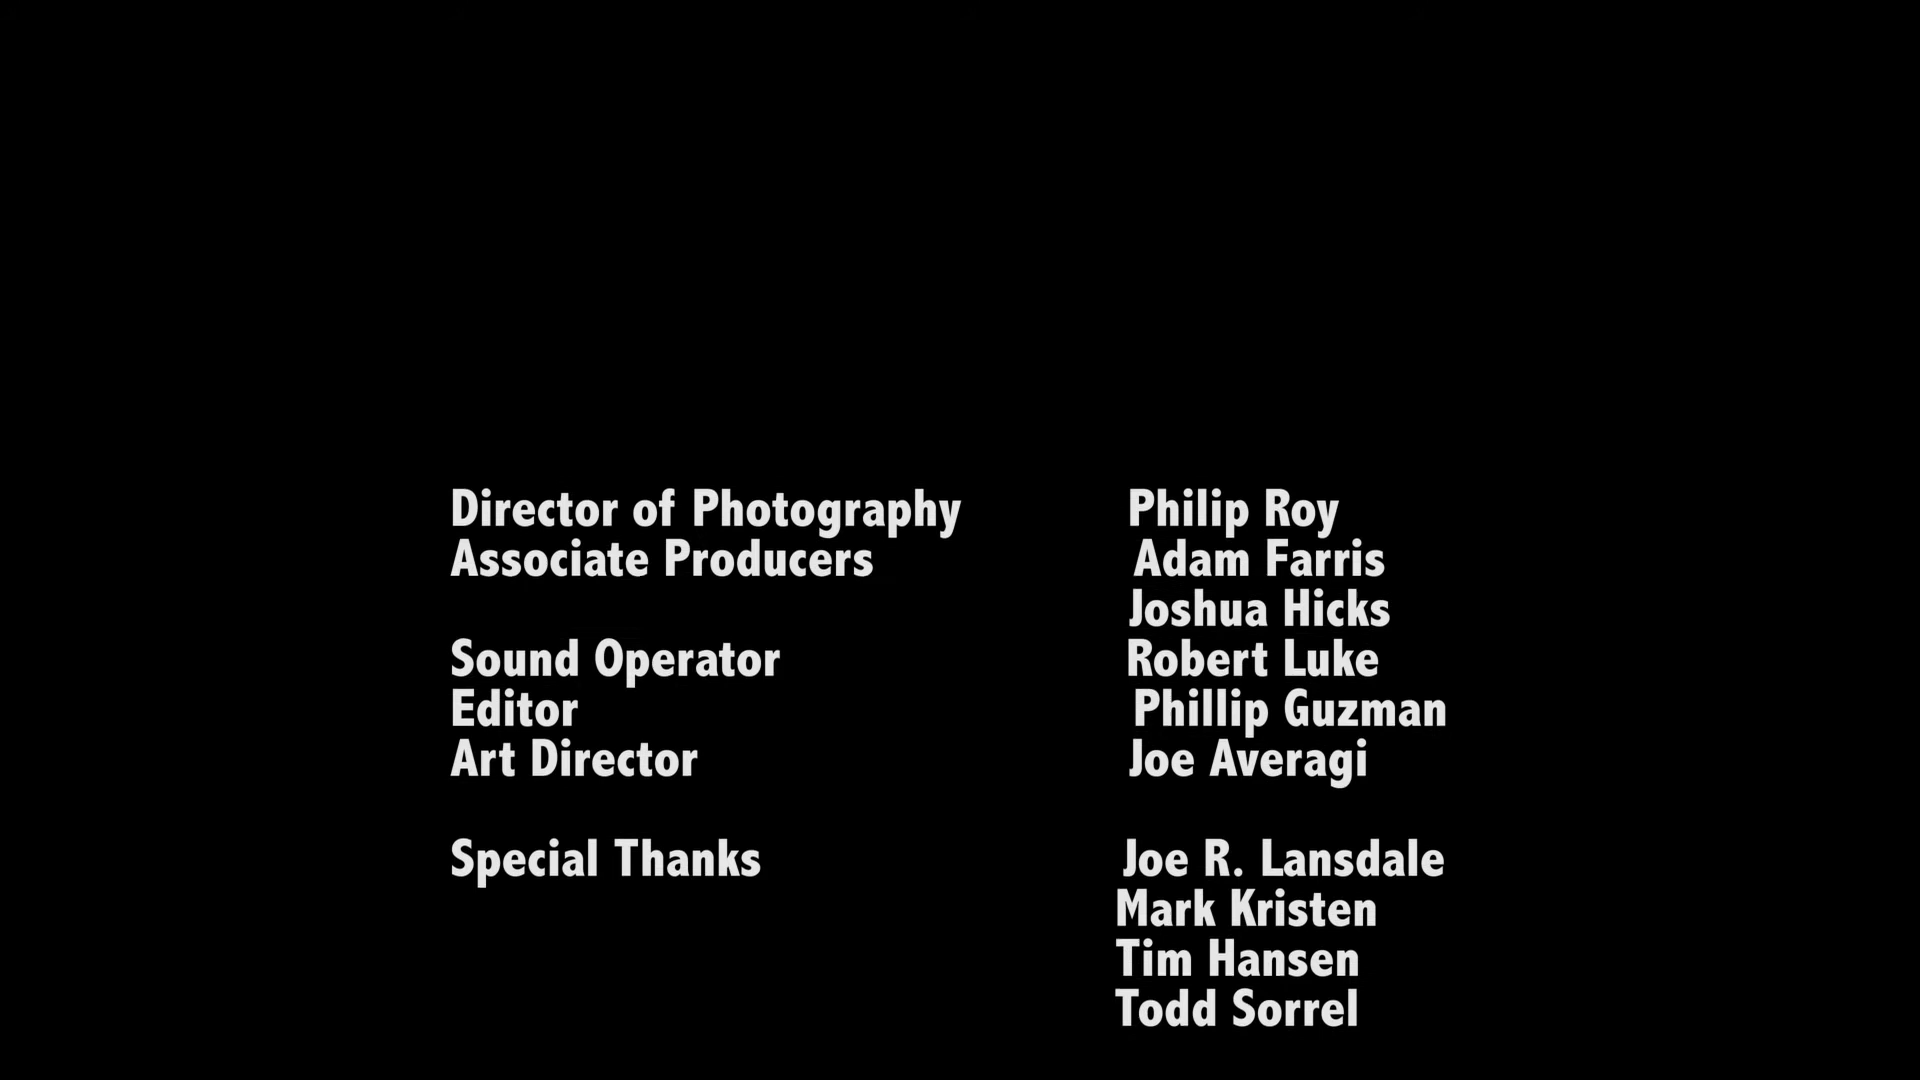 Director of Photography Philip Roy
Associate Producers Adam Farris
Joshua Hicks
Sound Operator Robert Luke
Editor Phillip Guzman
Art Director Joe Averagi
Special Thanks Joe R. Lansdale
Mark Kristen
Tim Hansen
Todd Sorrel